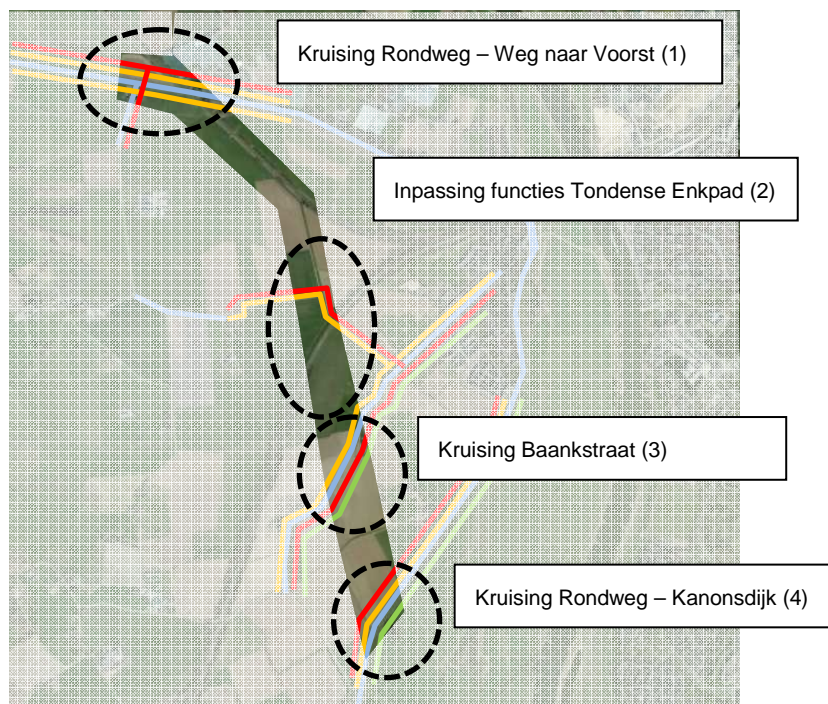 Kruising Rondweg – Weg naar Voorst (1)
Inpassing functies Tondense Enkpad (2)
Kruising Baankstraat (3)
Kruising Rondweg – Kanonsdijk (4)